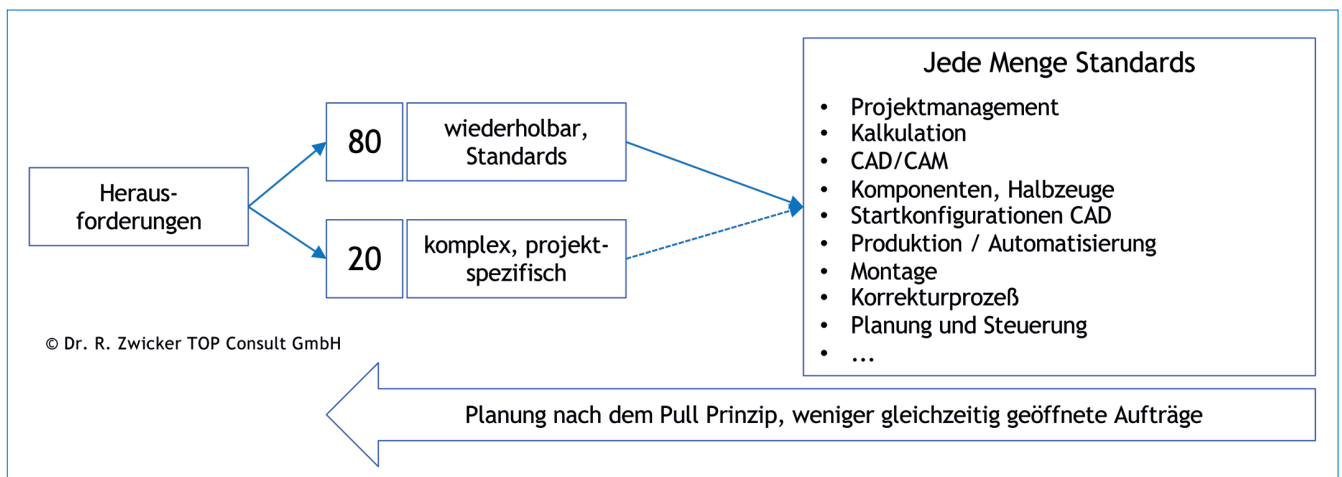 Heraus-
forderungen
80
wiederholbar,
Standards
20
komplex, projekt-
spezifisch
Jede Menge Standards
• Projektmanagement
• Kalkulation
• CAD/CAM
• Komponenten, Halbzeuge
• Startkonfigurationen CAD
• Produktion / Automatisierung
• Montage
• Korrekturprozeß
• Planung und Steuerung
• ...
© Dr. R. Zwicker TOP Consult GmbH
Planung nach dem Pull Prinzip, weniger gleichzeitig geöffnete Aufträge